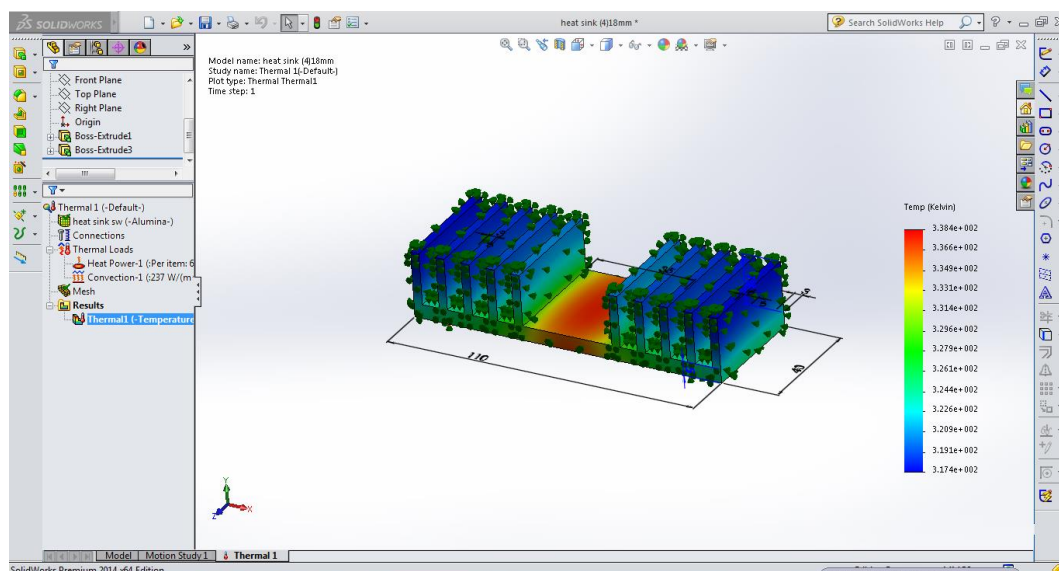 SOLIDWORKS
heat sink (4)18mm *
Search SolidWorks Help
Front Plane
Top Plane
Right Plane
Origin
Boss-Extrude1
Boss-Extrude3
Thermal 1 (-Default-)
heat sink sw (-Alumina-)
Connections
Thermal Loads
Heat Power-1 (:Per item: 6
Convection-1 (:237 W/(m
Mesh
Results
Thermal1 (-Temperature
Model name: heat sink (4)18mm
Study name: Thermal 1(-Default-)
Plot type: Thermal Thermal1
Time step: 1
110
40
Temp (Kelvin)
3.384e+002
3.366e+002
3.349e+002
3.331e+002
3.314e+002
3.296e+002
3.279e+002
3.261e+002
3.244e+002
3.226e+002
3.209e+002
3.191e+002
3.174e+002
Y
X
Z
Model
Motion Study 1
Thermal 1
SolidWorks Premium 2014 x64 Edition